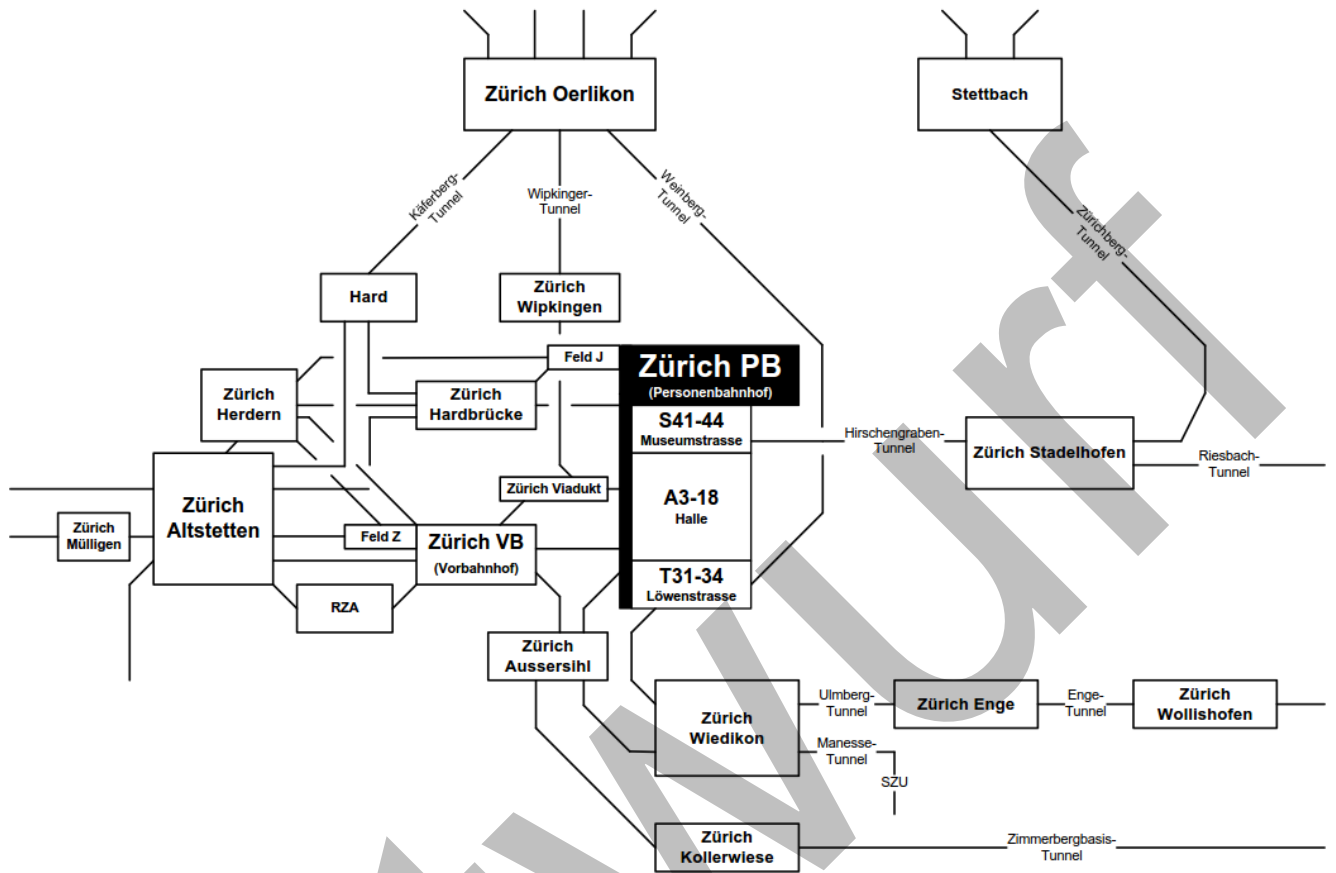 Zürich Oerlikon
Stettbach
Käferberg-
Tunnel
Wipkinger-
Tunnel
Weinberg-
Tunnel
Zürichberg-
Tunnel
Hard
Zürich
Wipkingen
Feld J
Zürich PB
(Personenbahnhof)
Zürich
Herdern
Zürich
Hardbrücke
S41-44
Museumstrasse
Hirschengraben-
Tunnel
Zürich Stadelhofen
Riesbach-
Tunnel
Zürich
Altstetten
Zürich Viadukt
A3-18
Halle
Zürich
Mülligen
Feld Z
Zürich VB
(Vorbahnhof)
T31-34
Löwenstrasse
RZA
Zürich
Aussersihl
Zürich
Wiedikon
Ulmberg-
Tunnel
Zürich Enge
Enge-
Tunnel
Zürich
Wollishofen
Manesse-
Tunnel
SZU
Zürich
Kollerwiese
Zimmerbergbasis-
Tunnel